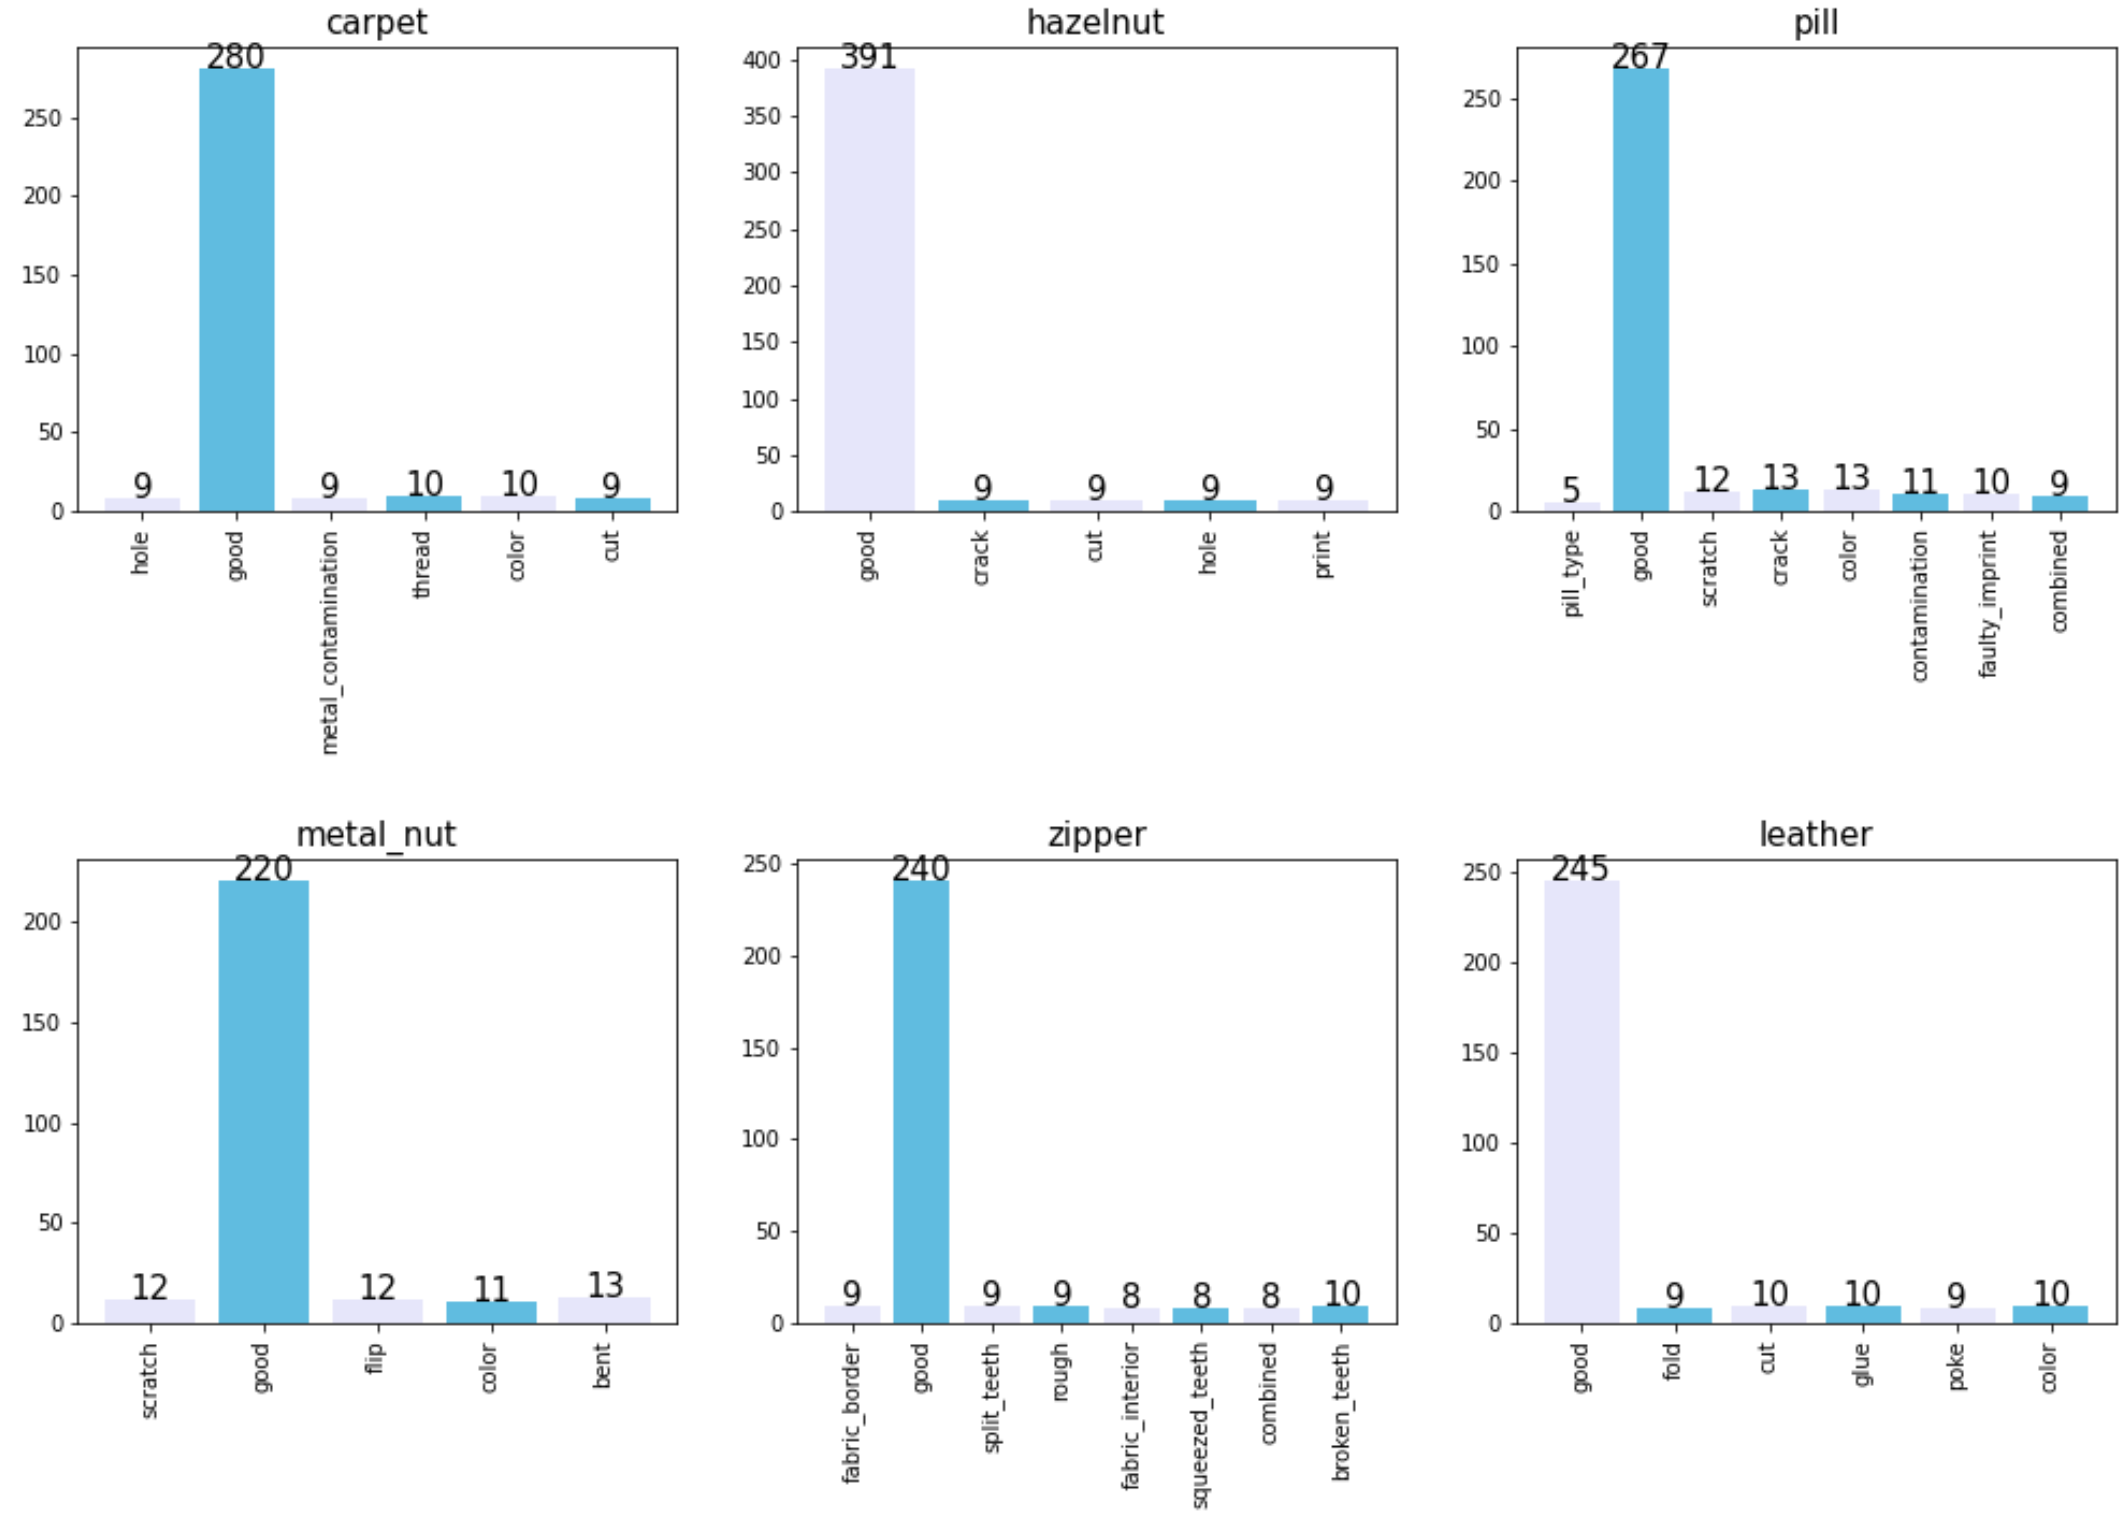 carpet
280
250
200
150
100
50
0
9
9
10
10
9
hole
good
metal_contamination
thread
color
cut
hazelnut
391
400
350
300
250
200
150
100
50
0
9
9
9
9
good
crack
cut
hole
print
pill
267
250
200
150
100
50
0
5
12
13
13
11
10
9
pill_type
good
scratch
crack
color
contamination
faulty_imprint
combined
metal_nut
220
200
150
100
50
0
12
12
11
13
scratch
good
flip
color
bent
zipper
240
250
200
150
100
50
0
9
9
9
8
8
8
10
fabric_border
good
split_teeth
rough
fabric_interior
squeezed_teeth
combined
broken_teeth
leather
245
250
200
150
100
50
0
9
10
10
9
10
good
fold
cut
glue
poke
color